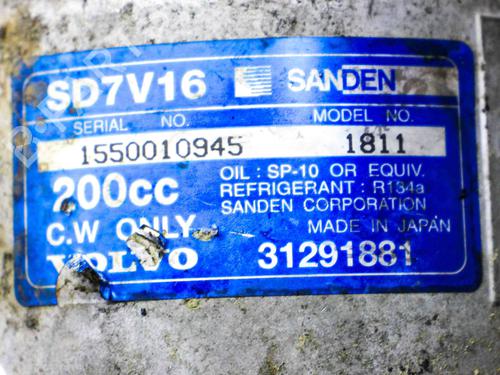 SD7V16 SANDEN
SERIAL NO. MODEL NO.
1550010945 1811
200cc OIL : SP-10 OR EQUIV.
REFRIGERANT : R134a
SANDEN CORPORATION
C.W ONLY MADE IN JAPAN
VOLVO 31291881